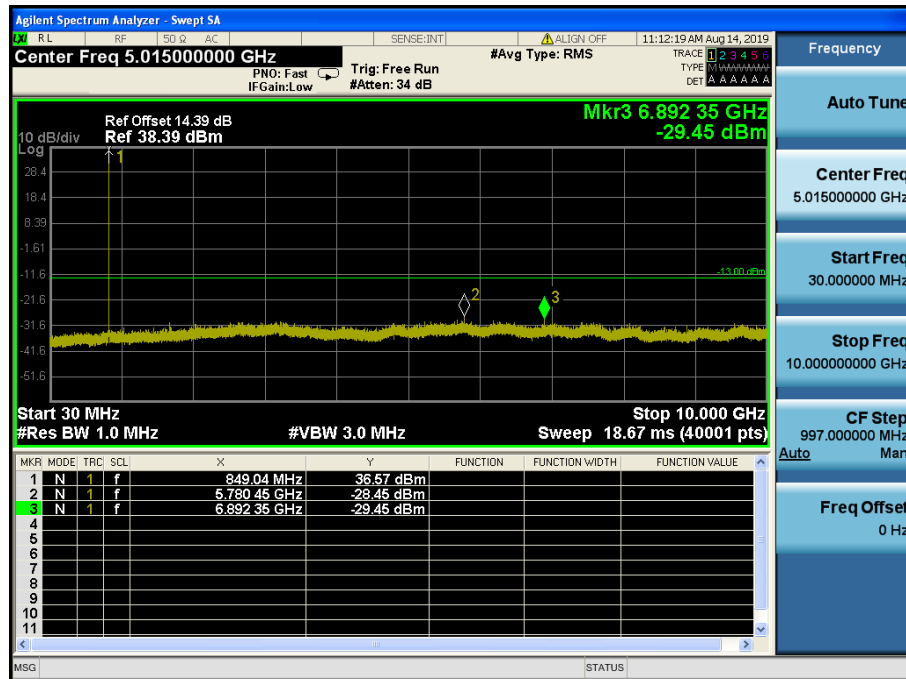 Agilent Spectrum Analyzer - Swept SA
LXI RL RF 50 Ω AC SENSE:INT ALIGN OFF 11:12:19 AM Aug 14, 2019
Center Freq 5.015000000 GHz
PNO: Fast
IFGain:Low
Trig: Free Run
#Atten: 34 dB
#Avg Type: RMS
TRACE 1 2 3 4 5 6
TYPE M WWWWW
DET A A A A A A
Mkr3 6.892 35 GHz
-29.45 dBm
Ref Offset 14.39 dB
10 dB/div Ref 38.39 dBm
Log
1
28.4
18.4
8.39
-1.61
-11.6
-13.00 dBm
-21.6
2
3
-31.6
-41.6
-51.6
Start 30 MHz Stop 10.000 GHz
#Res BW 1.0 MHz #VBW 3.0 MHz Sweep 18.67 ms (40001 pts)
MKR MODE TRC SCL X Y FUNCTION FUNCTION WIDTH FUNCTION VALUE
1 N 1 f 849.04 MHz 36.57 dBm
2 N 1 f 5.780 45 GHz -28.45 dBm
3 N 1 f 6.892 35 GHz -29.45 dBm
4
5
6
7
8
9
10
11
MSG STATUS
Frequency
Auto Tune
Center Freq
5.015000000 GHz
Start Freq
30.000000 MHz
Stop Freq
10.000000000 GHz
CF Step
997.000000 MHz
Auto Man
Freq Offset
0 Hz